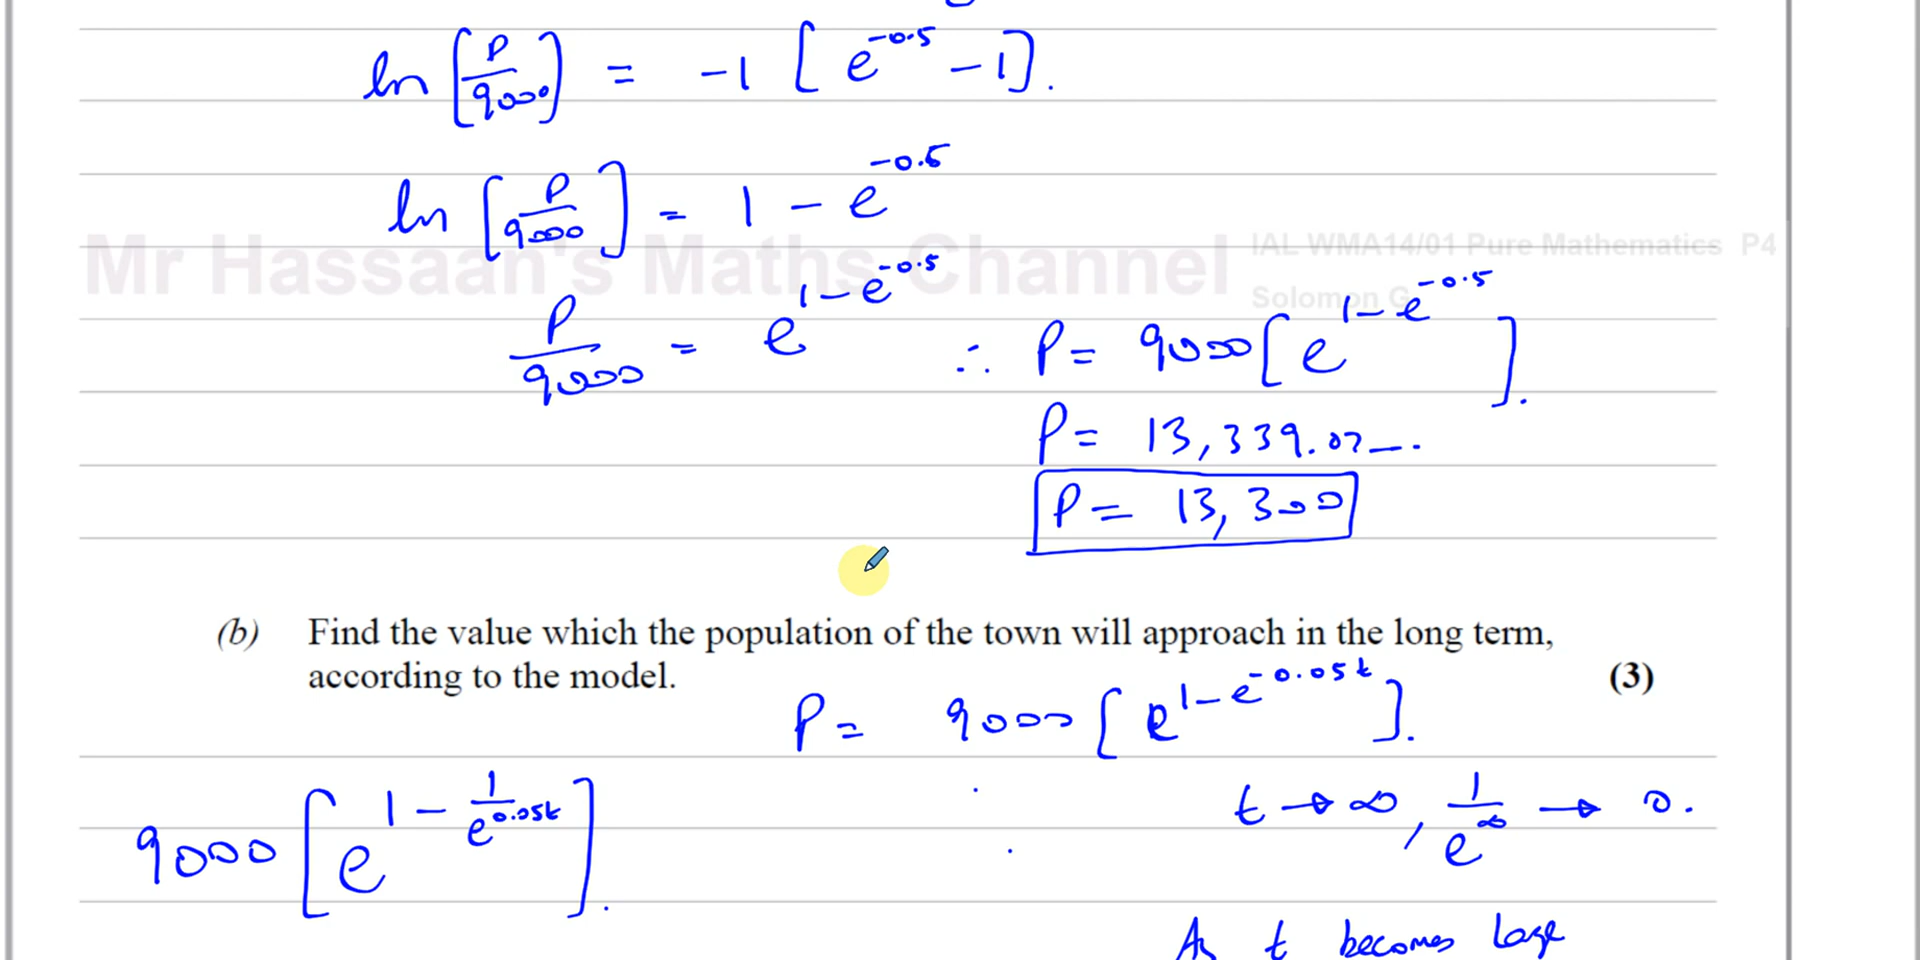 ln [P/9000] = -1 [e^-0.5 - 1].
ln [P/9000] = 1 - e^-0.5
Mr Hassaan's Maths Channel
IAL WMA14/01 Pure Mathematics P4
Solomon G
P/9000 = e^(1-e^-0.5) ∴ P = 9000[e^(1-e^-0.5)].
P = 13,339.07....
P = 13,300
(b) Find the value which the population of the town will approach in the long term,
according to the model. (3)
P = 9000 [e^(1-e^-0.05t)].
t → ∞, 1/e^∞ → 0.
9000 [e^(1 - 1/e^0.05t)].
As t becomes large